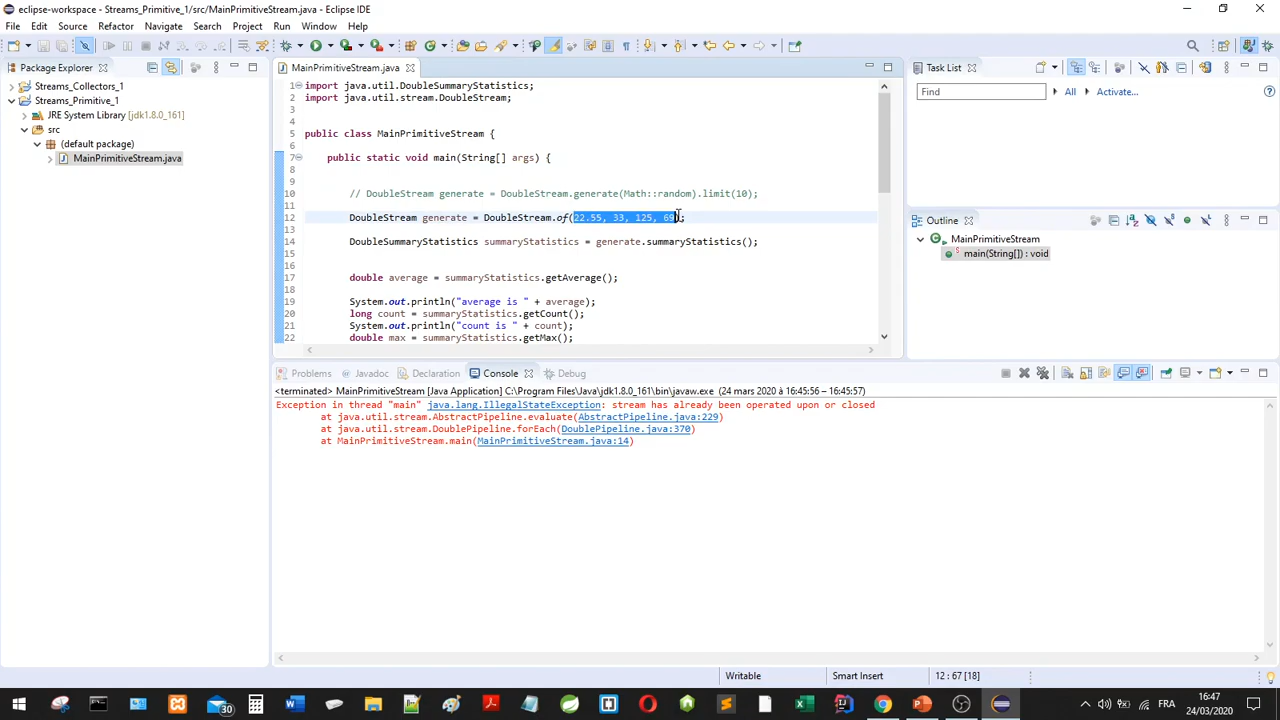 eclipse-workspace - Streams_Primitive_1/src/MainPrimitiveStream.java - Eclipse IDE
File Edit Source Refactor Navigate Search Project Run Window Help
Package Explorer
Streams_Collectors_1
Streams_Primitive_1
JRE System Library [jdk1.8.0_161]
src
(default package)
MainPrimitiveStream.java
MainPrimitiveStream.java
1 import java.util.DoubleSummaryStatistics;
2 import java.util.stream.DoubleStream;
3
4
5 public class MainPrimitiveStream {
6
7 public static void main(String[] args) {
8
9
10 // DoubleStream generate = DoubleStream.generate(Math::random).limit(10);
11
12 DoubleStream generate = DoubleStream.of(22.55, 33, 125, 69);
13
14 DoubleSummaryStatistics summaryStatistics = generate.summaryStatistics();
15
16
17 double average = summaryStatistics.getAverage();
18
19 System.out.println("average is " + average);
20 long count = summaryStatistics.getCount();
21 System.out.println("count is " + count);
22 double max = summaryStatistics.getMax();
Task List
Find
All
Activate...
Outline
MainPrimitiveStream
main(String[]) : void
Problems Javadoc Declaration Console Debug
<terminated> MainPrimitiveStream [Java Application] C:\Program Files\Java\jdk1.8.0_161\bin\javaw.exe (24 mars 2020 à 16:45:56 – 16:45:57)
Exception in thread "main" java.lang.IllegalStateException: stream has already been operated upon or closed
at java.util.stream.AbstractPipeline.evaluate(AbstractPipeline.java:229)
at java.util.stream.DoublePipeline.forEach(DoublePipeline.java:370)
at MainPrimitiveStream.main(MainPrimitiveStream.java:14)
Writable
Smart Insert
12 : 67 [18]
30
FRA
16:47
24/03/2020